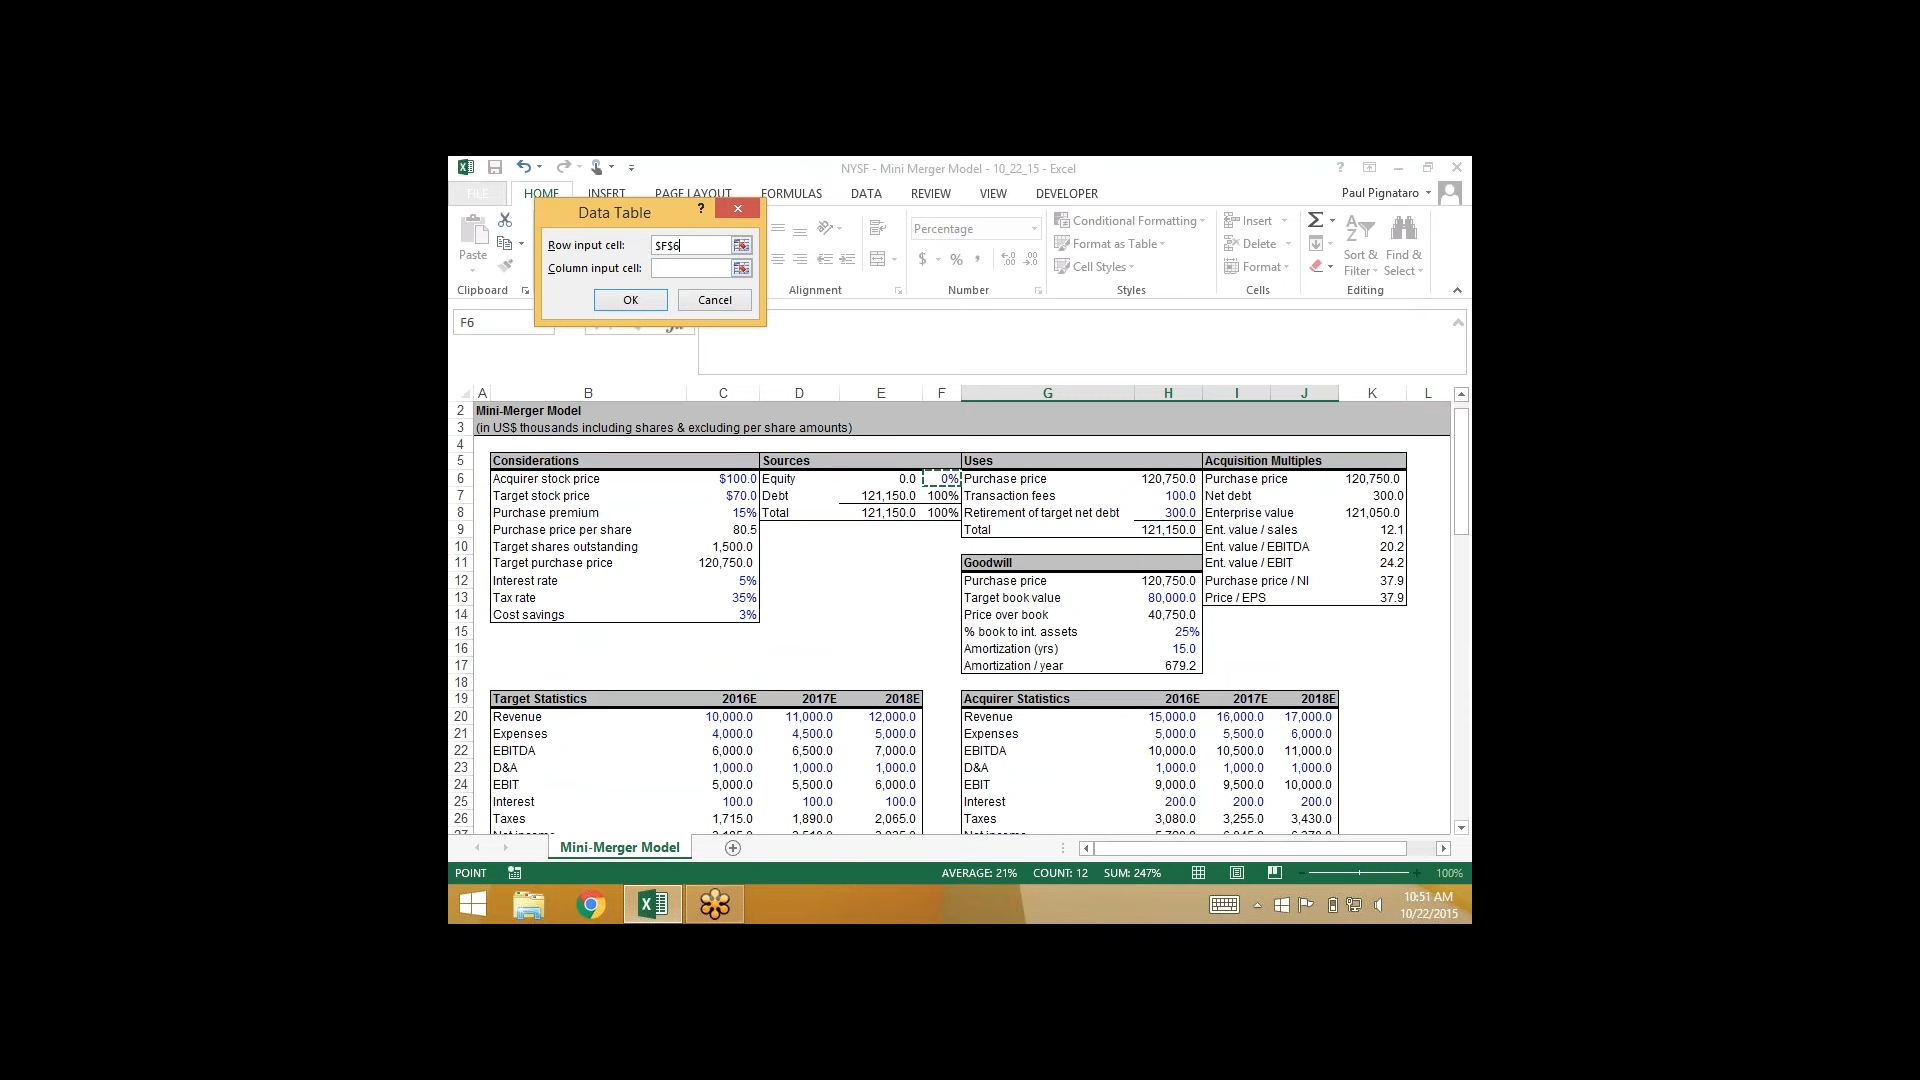 NYSF - Mini Merger Model - 10_22_15 - Excel
FILE HOME INSERT PAGE LAYOUT FORMULAS DATA REVIEW VIEW DEVELOPER Paul Pignataro
Data Table
Row input cell: $F$6
Column input cell:
OK Cancel
Paste
Clipboard
Alignment
Percentage
Number
Conditional Formatting
Format as Table
Cell Styles
Styles
Insert
Delete
Format
Cells
Sort &
Filter
Find &
Select
Editing
F6
A B C D E F G H I J K L
2 Mini-Merger Model
3 (in US$ thousands including shares & excluding per share amounts)
4
5 Considerations Sources Uses Acquisition Multiples
6 Acquirer stock price $100.0 Equity 0.0 0% Purchase price 120,750.0 Purchase price 120,750.0
7 Target stock price $70.0 Debt 121,150.0 100% Transaction fees 100.0 Net debt 300.0
8 Purchase premium 15% Total 121,150.0 100% Retirement of target net debt 300.0 Enterprise value 121,050.0
9 Purchase price per share 80.5 Total 121,150.0 Ent. value / sales 12.1
10 Target shares outstanding 1,500.0 Ent. value / EBITDA 20.2
11 Target purchase price 120,750.0 Goodwill Ent. value / EBIT 24.2
12 Interest rate 5% Purchase price 120,750.0 Purchase price / NI 37.9
13 Tax rate 35% Target book value 80,000.0 Price / EPS 37.9
14 Cost savings 3% Price over book 40,750.0
15 % book to int. assets 25%
16 Amortization (yrs) 15.0
17 Amortization / year 679.2
18
19 Target Statistics 2016E 2017E 2018E Acquirer Statistics 2016E 2017E 2018E
20 Revenue 10,000.0 11,000.0 12,000.0 Revenue 15,000.0 16,000.0 17,000.0
21 Expenses 4,000.0 4,500.0 5,000.0 Expenses 5,000.0 5,500.0 6,000.0
22 EBITDA 6,000.0 6,500.0 7,000.0 EBITDA 10,000.0 10,500.0 11,000.0
23 D&A 1,000.0 1,000.0 1,000.0 D&A 1,000.0 1,000.0 1,000.0
24 EBIT 5,000.0 5,500.0 6,000.0 EBIT 9,000.0 9,500.0 10,000.0
25 Interest 100.0 100.0 100.0 Interest 200.0 200.0 200.0
26 Taxes 1,715.0 1,890.0 2,065.0 Taxes 3,080.0 3,255.0 3,430.0
Mini-Merger Model
POINT AVERAGE: 21% COUNT: 12 SUM: 247% 100%
10:51 AM
10/22/2015